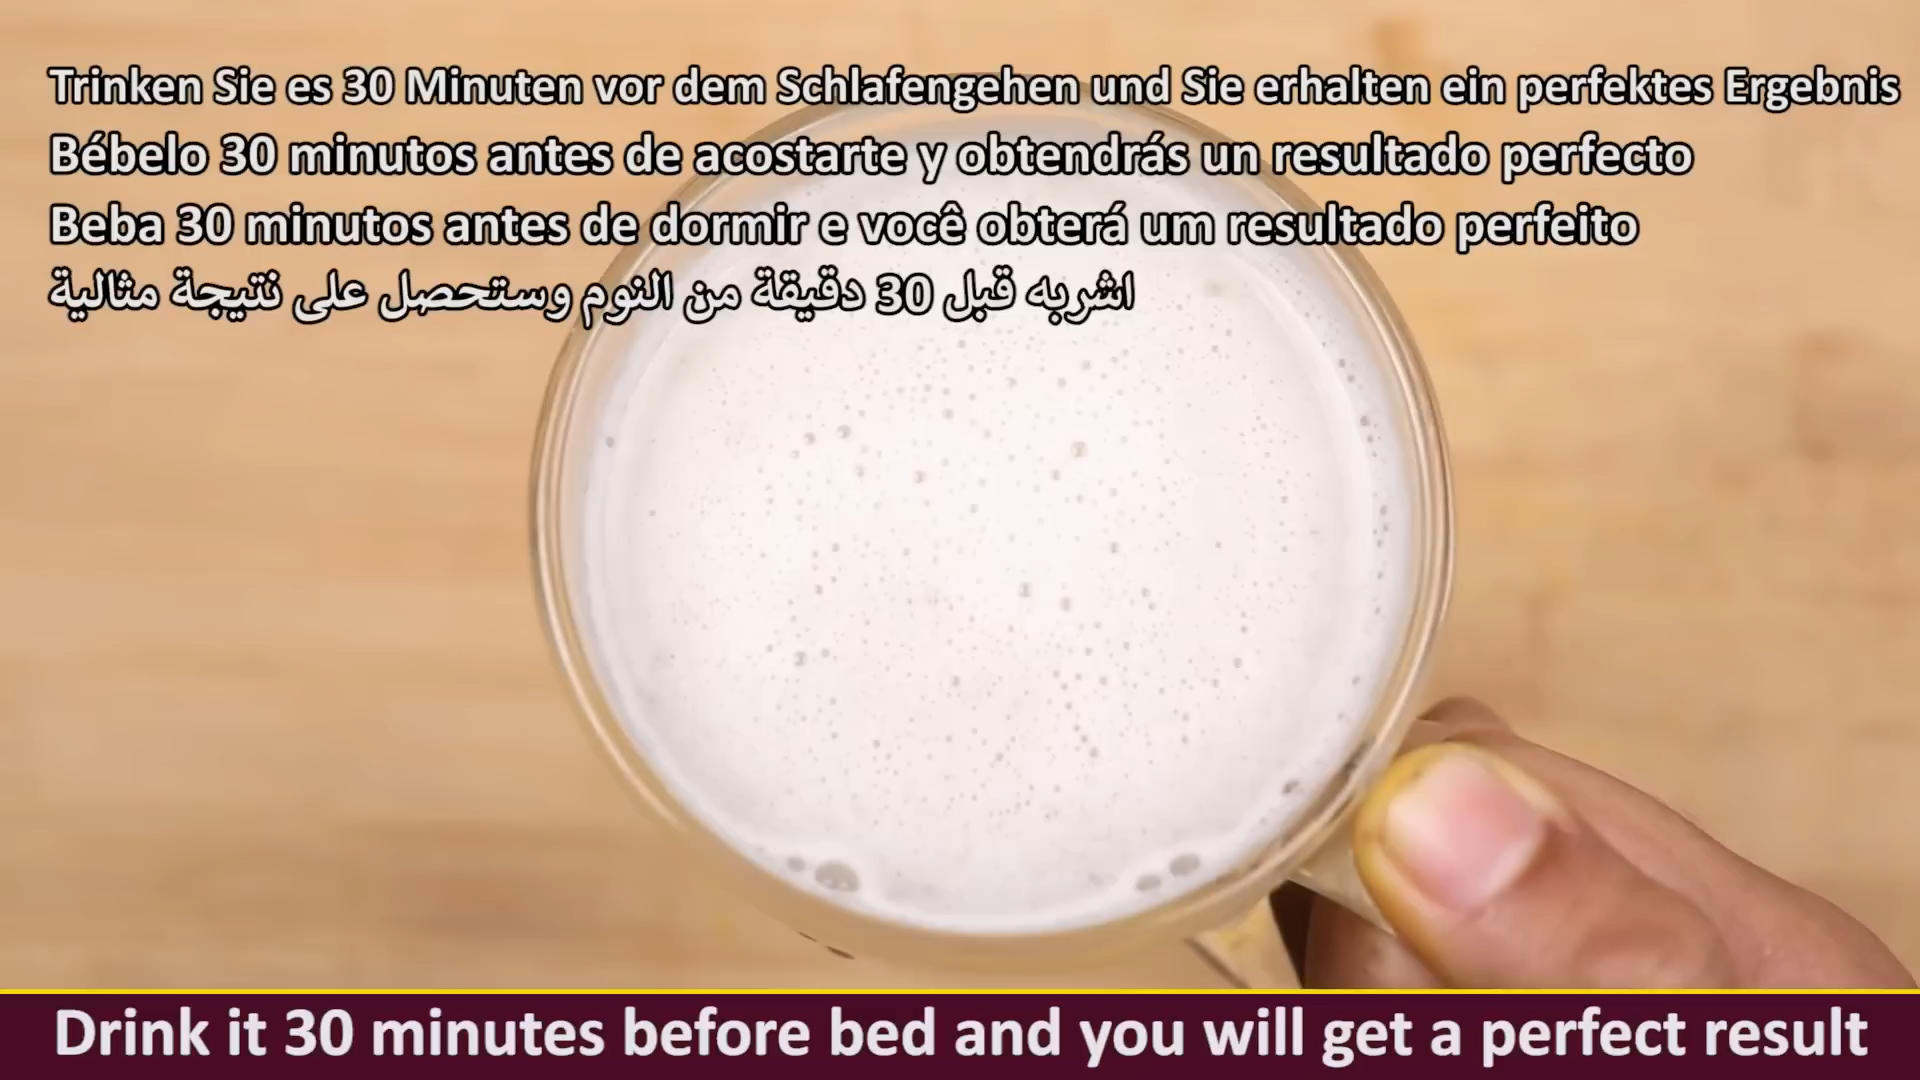 Trinken Sie es 30 Minuten vor dem Schlafengehen und Sie erhalten ein perfektes Ergebnis
Bébelo 30 minutos antes de acostarte y obtendrás un resultado perfecto
Beba 30 minutos antes de dormir e você obterá um resultado perfeito
اشربه قبل 30 دقيقة من النوم وستحصل على نتيجة مثالية
Drink it 30 minutes before bed and you will get a perfect result